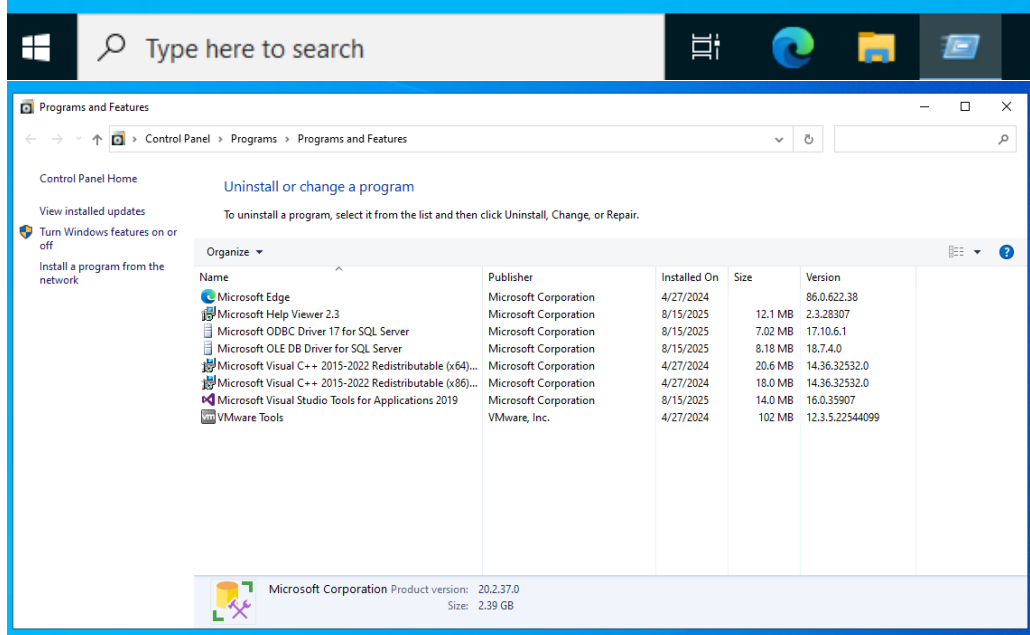 Type here to search
Programs and Features
Control Panel > Programs > Programs and Features
Control Panel Home
View installed updates
Turn Windows features on or
off
Install a program from the
network
Uninstall or change a program
To uninstall a program, select it from the list and then click Uninstall, Change, or Repair.
Organize
Name Publisher Installed On Size Version
Microsoft Edge Microsoft Corporation 4/27/2024 86.0.622.38
Microsoft Help Viewer 2.3 Microsoft Corporation 8/15/2025 12.1 MB 2.3.28307
Microsoft ODBC Driver 17 for SQL Server Microsoft Corporation 8/15/2025 7.02 MB 17.10.6.1
Microsoft OLE DB Driver for SQL Server Microsoft Corporation 8/15/2025 8.18 MB 18.7.4.0
Microsoft Visual C++ 2015-2022 Redistributable (x64)... Microsoft Corporation 4/27/2024 20.6 MB 14.36.32532.0
Microsoft Visual C++ 2015-2022 Redistributable (x86)... Microsoft Corporation 4/27/2024 18.0 MB 14.36.32532.0
Microsoft Visual Studio Tools for Applications 2019 Microsoft Corporation 8/15/2025 14.0 MB 16.0.35907
vm VMware Tools VMware, Inc. 4/27/2024 102 MB 12.3.5.22544099
Microsoft Corporation Product version: 20.2.37.0
Size: 2.39 GB